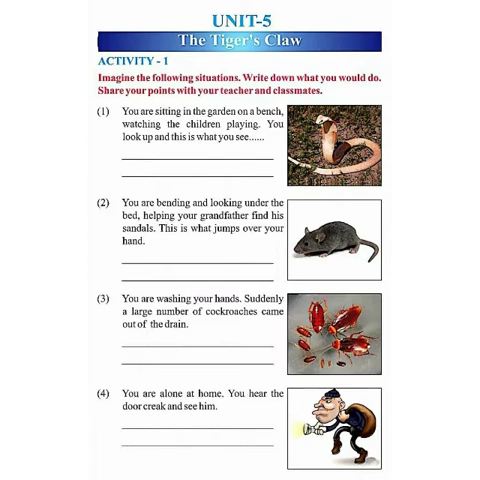 UNIT-5
The Tiger's Claw
ACTIVITY - 1
Imagine the following situations. Write down what you would do.
Share your points with your teacher and classmates.
(1) You are sitting in the garden on a bench,
watching the children playing. You
look up and this is what you see......
(2) You are bending and looking under the
bed, helping your grandfather find his
sandals. This is what jumps over your
hand.
(3) You are washing your hands. Suddenly
a large number of cockroaches came
out of the drain.
(4) You are alone at home. You hear the
door creak and see him.